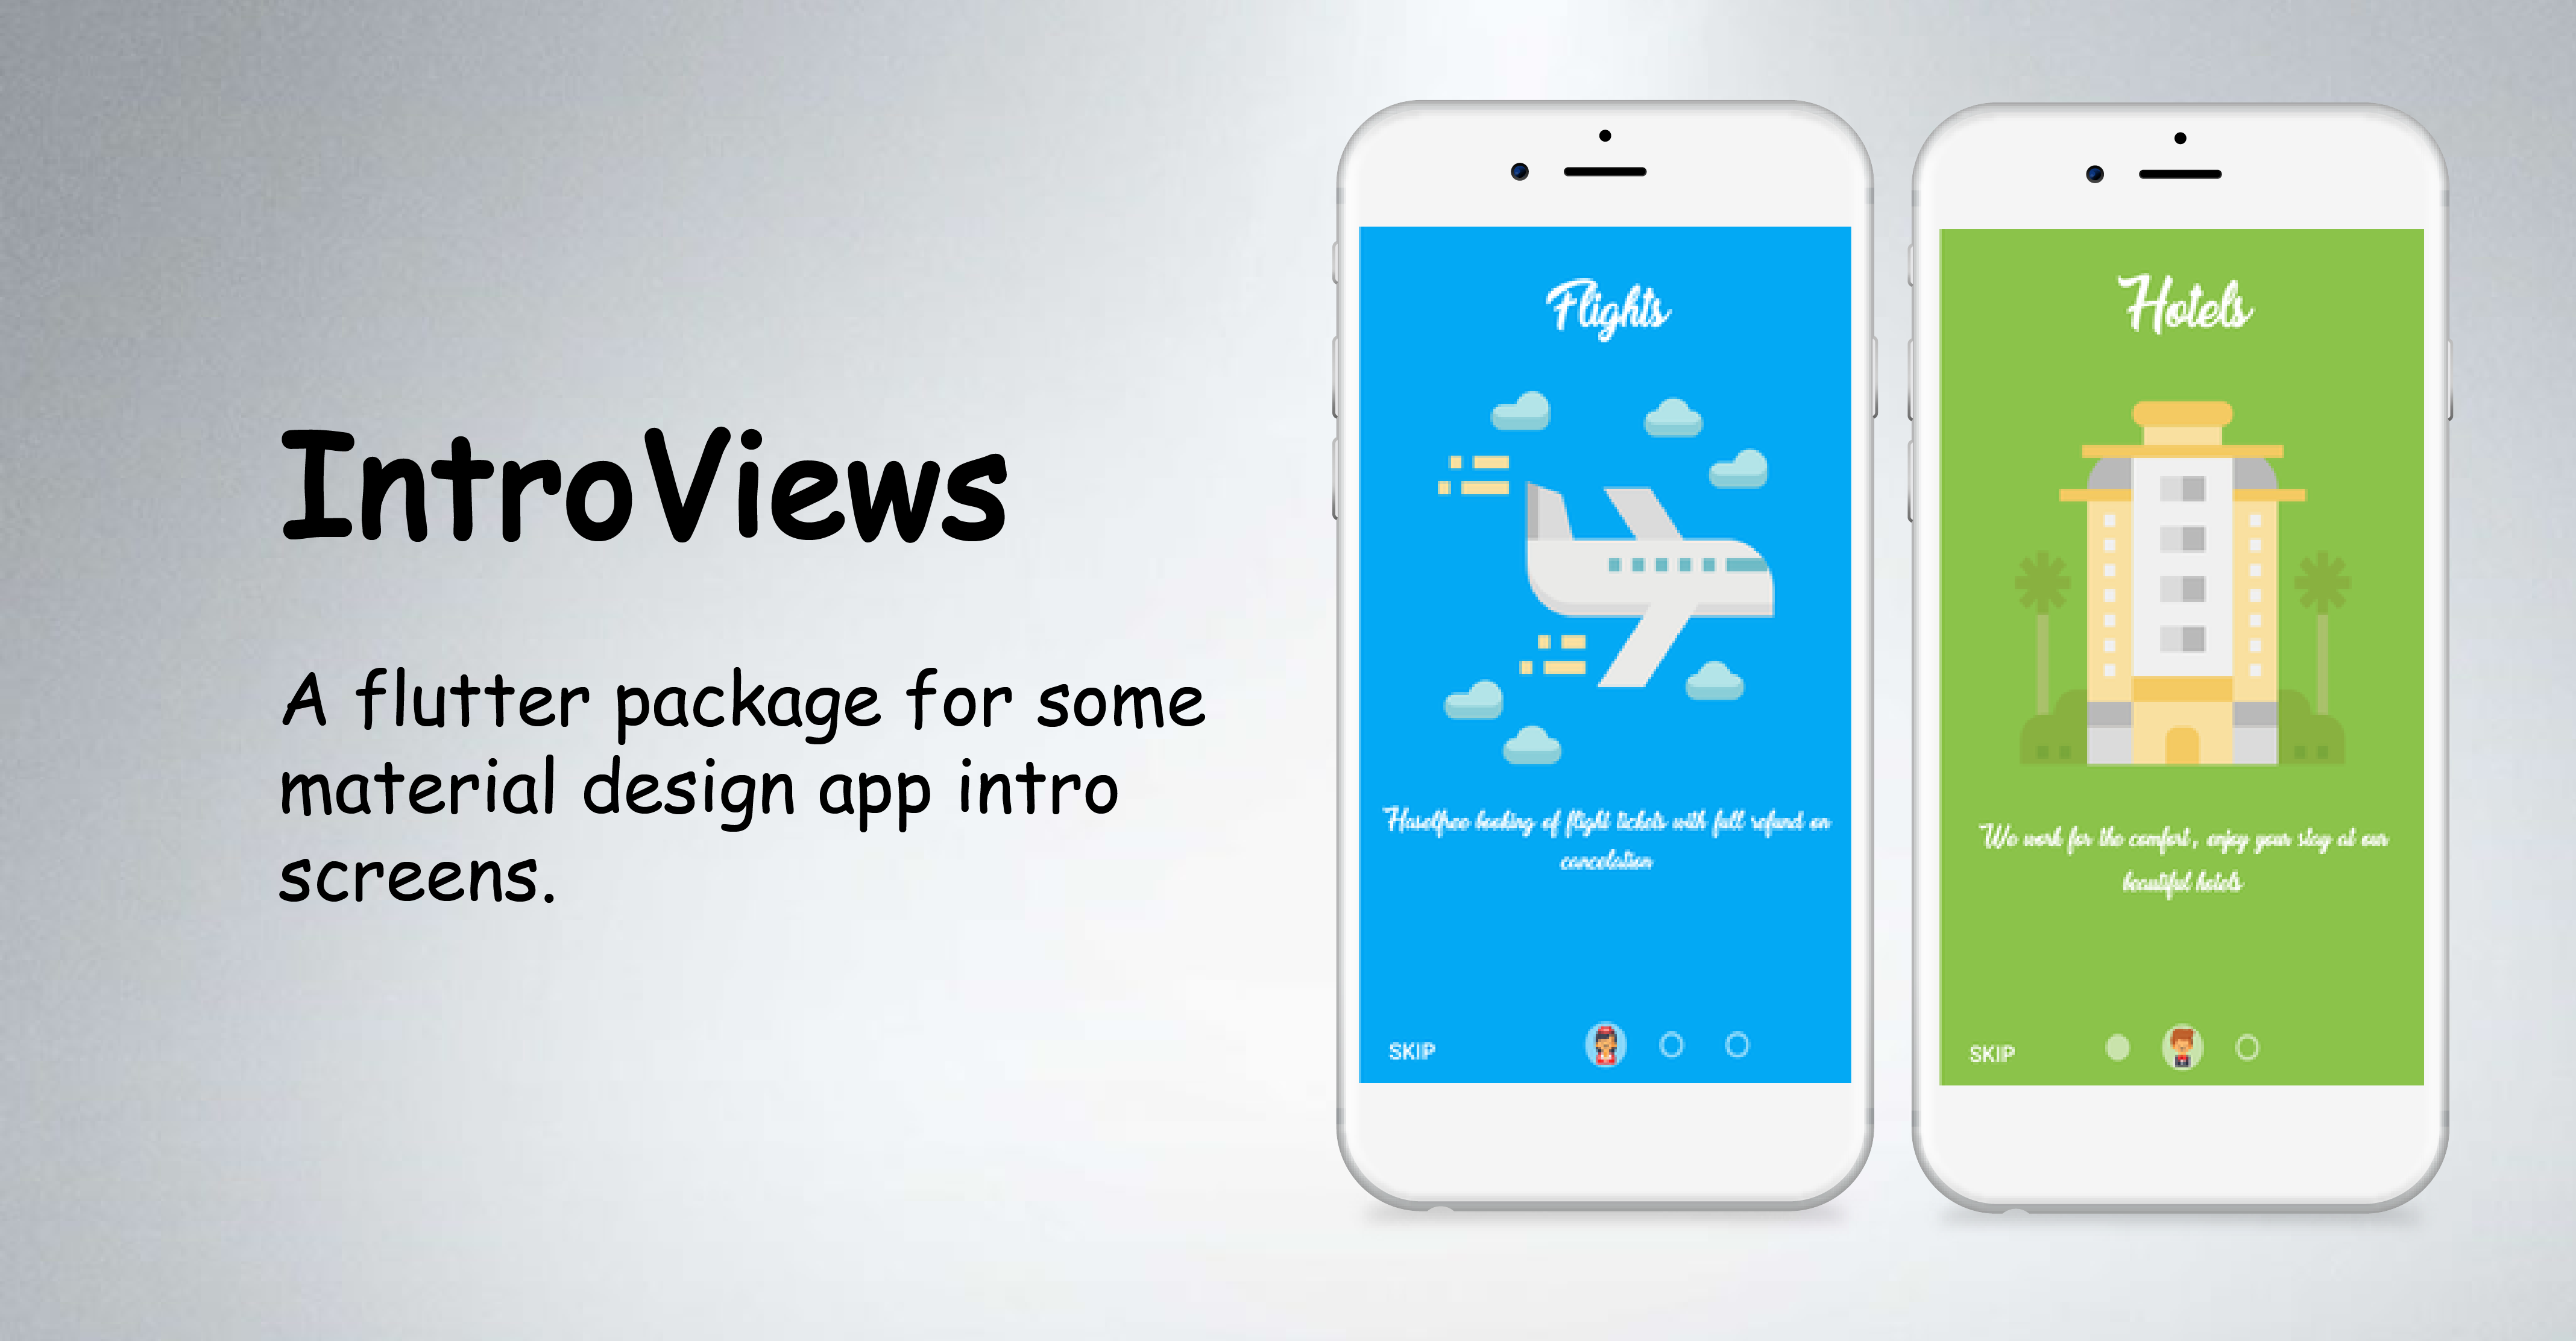 IntroViews
A flutter package for some
material design app intro
screens.
Flights
Haselfree booking of flight tickets with full refund on
cancelation
SKIP
Hotels
We work for the comfort, enjoy your stay at our
beautiful hotels
SKIP